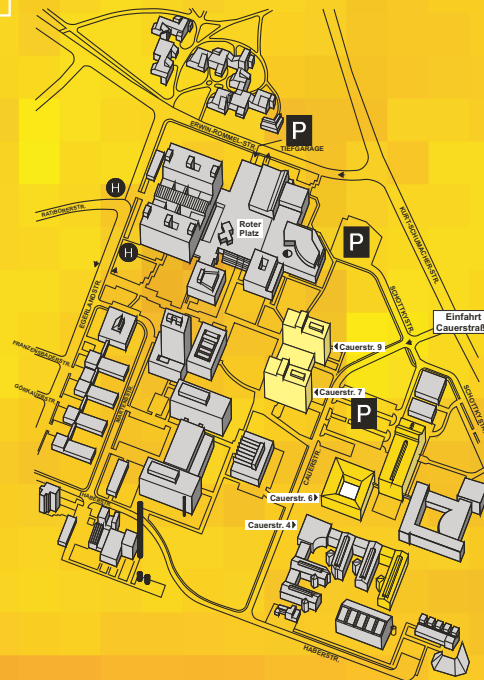 ERWIN-ROMMEL-STR.
P
TIEFGARAGE
H
RATIBORERSTR.
Roter
Platz
H
P
KURT-SCHUMACHER-STR.
EGERLANDSTR.
SCHOTTKYSTR.
Einfahrt
Cauerstraß
FRANZENSBADERSTR.
Cauerstr. 9
GÖRKAUERSTR.
Cauerstr. 7
SCHOTTKYSTR.
P
CAUERSTR.
Cauerstr. 6
Cauerstr. 4
HABERSTR.